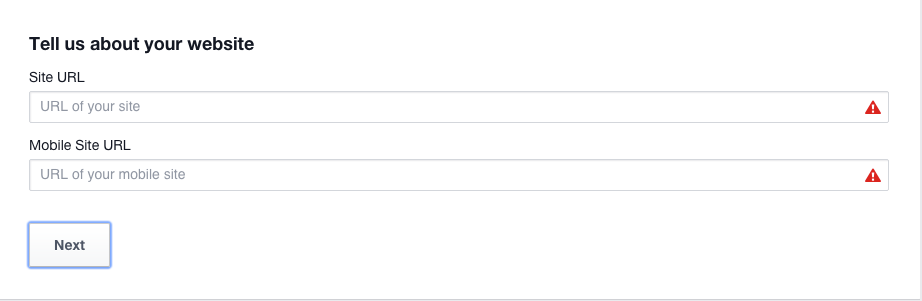 Tell us about your website
Site URL
URL of your site
Mobile Site URL
URL of your mobile site
Next